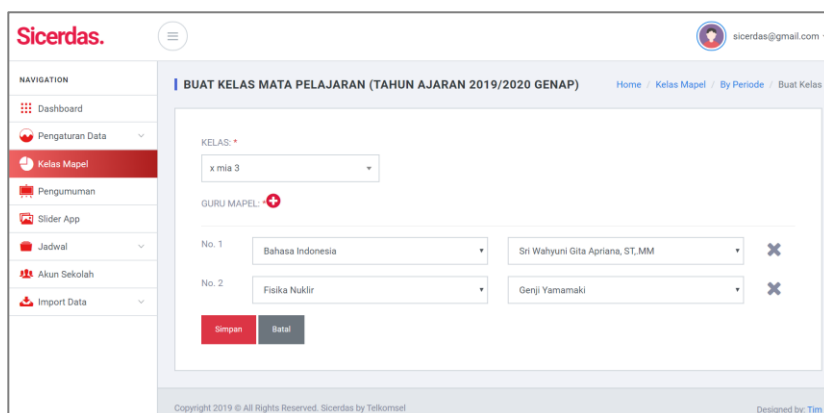 Sicerdas.
sicerdas@gmail.com
NAVIGATION
Dashboard
Pengaturan Data
Kelas Mapel
Pengumuman
Slider App
Jadwal
Akun Sekolah
Import Data
BUAT KELAS MATA PELAJARAN (TAHUN AJARAN 2019/2020 GENAP)
Home / Kelas Mapel / By Periode / Buat Kelas
KELAS: *
x mia 3
GURU MAPEL: *
No. 1 Bahasa Indonesia Sri Wahyuni Gita Apriana, ST,.MM
No. 2 Fisika Nuklir Genji Yamamaki
Simpan Batal
Copyright 2019 © All Rights Reserved. Sicerdas by Telkomsel
Designed by: Tim